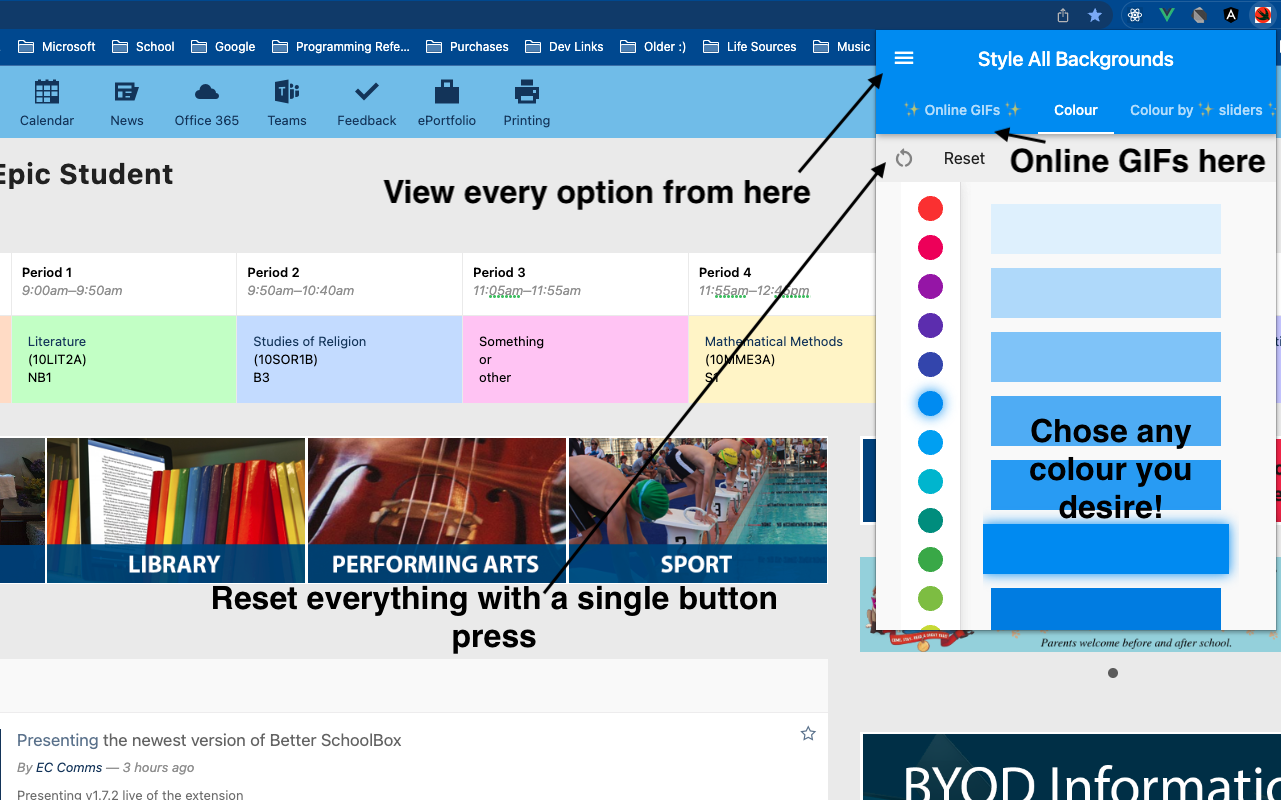 Microsoft School Google Programming Refe... Purchases Dev Links Older :) Life Sources Music
Calendar News Office 365 Teams Feedback ePortfolio Printing
Style All Backgrounds
✨ Online GIFs ✨ Colour Colour by ✨ sliders
Reset
Online GIFs here
Epic Student
View every option from here
Period 1 Period 2 Period 3 Period 4
9:00am–9:50am 9:50am–10:40am 11:05am–11:55am 11:55am–12:45pm
Literature Studies of Religion Something Mathematical Methods
(10LIT2A) (10SOR1B) or (10MME3A)
NB1 B3 other S1
Chose any
colour you
desire!
LIBRARY PERFORMING ARTS SPORT
Reset everything with a single button
press
Parents welcome before and after school.
Presenting the newest version of Better SchoolBox
By EC Comms — 3 hours ago
Presenting v1.7.2 live of the extension
BYOD Informatio